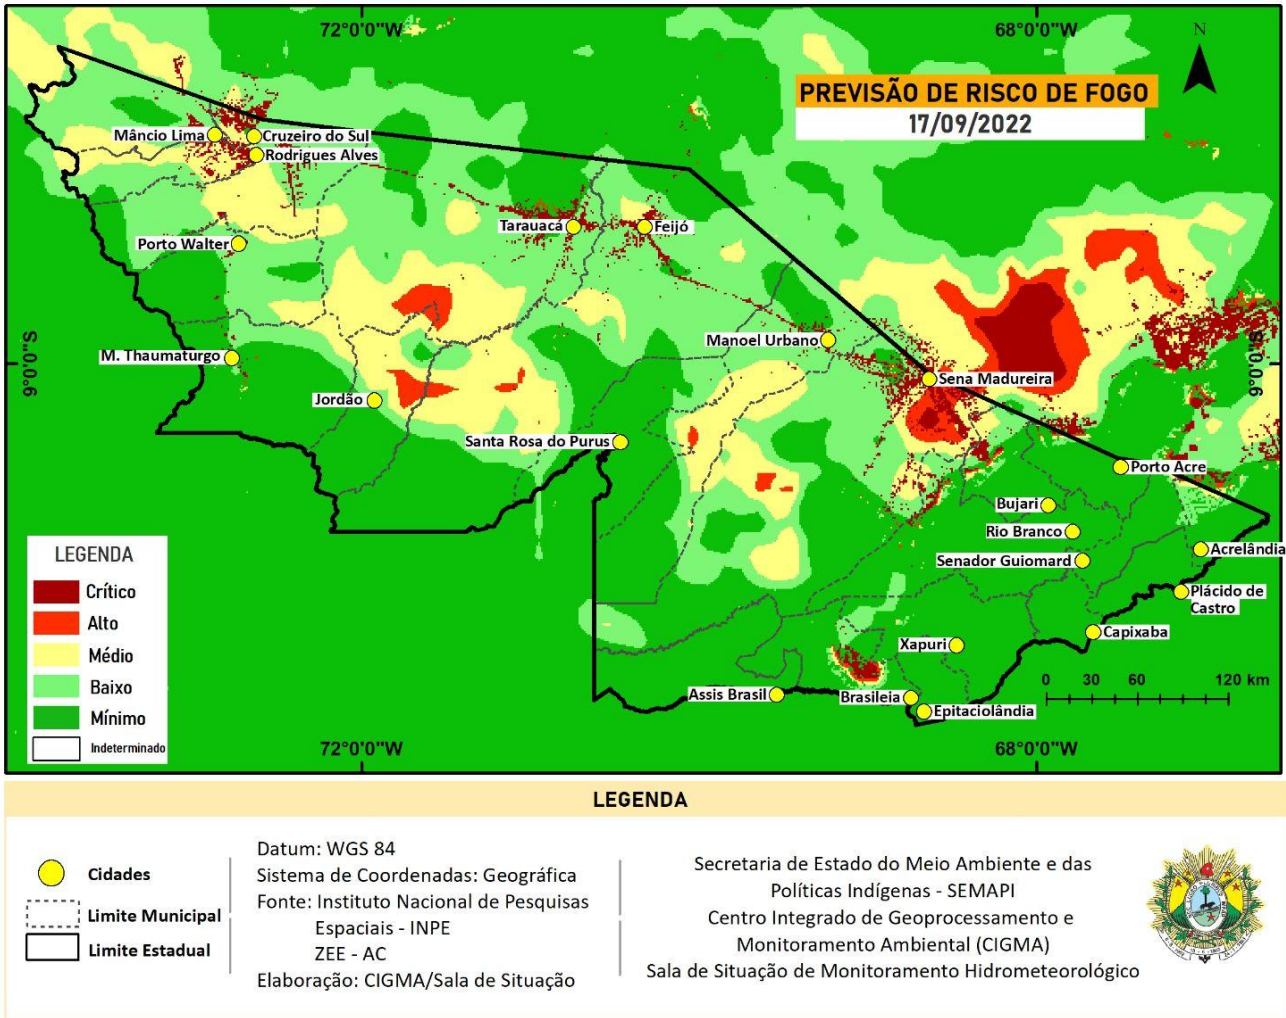 72°0'0"W
68°0'0"W
N
PREVISÃO DE RISCO DE FOGO
17/09/2022
Mâncio Lima
Cruzeiro do Sul
Rodrigues Alves
Tarauacá
Feijó
Porto Walter
9°0'0"S
9°0'0"S
M. Thaumaturgo
Manoel Urbano
Sena Madureira
Jordão
Santa Rosa do Purus
Porto Acre
Bujari
Rio Branco
Acrelândia
Senador Guiomard
Plácido de
Castro
Capixaba
Xapuri
Assis Brasil
Brasileia
Epitaciolândia
0 30 60 120 km
LEGENDA
Crítico
Alto
Médio
Baixo
Mínimo
Indeterminado
72°0'0"W
68°0'0"W
LEGENDA
Cidades
Limite Municipal
Limite Estadual
Datum: WGS 84
Sistema de Coordenadas: Geográfica
Fonte: Instituto Nacional de Pesquisas
Espaciais - INPE
ZEE - AC
Elaboração: CIGMA/Sala de Situação
Secretaria de Estado do Meio Ambiente e das
Políticas Indígenas - SEMAPI
Centro Integrado de Geoprocessamento e
Monitoramento Ambiental (CIGMA)
Sala de Situação de Monitoramento Hidrometeorológico